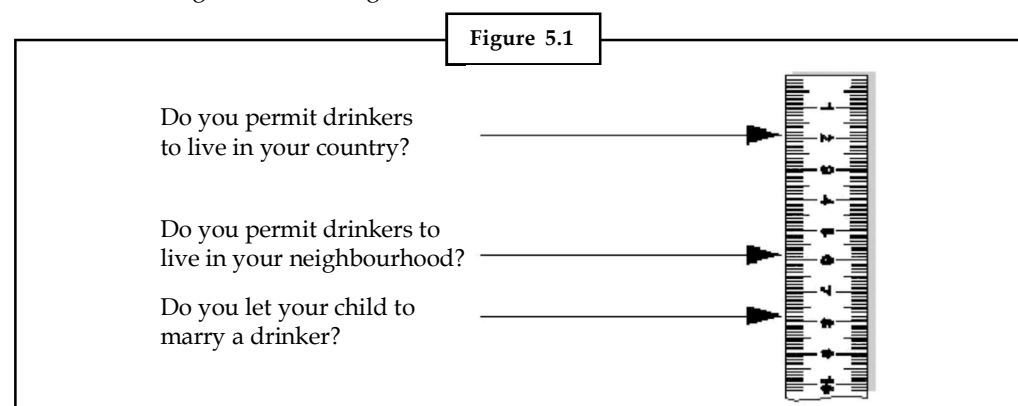 Figure 5.1
Do you permit drinkers
to live in your country?
Do you permit drinkers to
live in your neighbourhood?
Do you let your child to
marry a drinker?